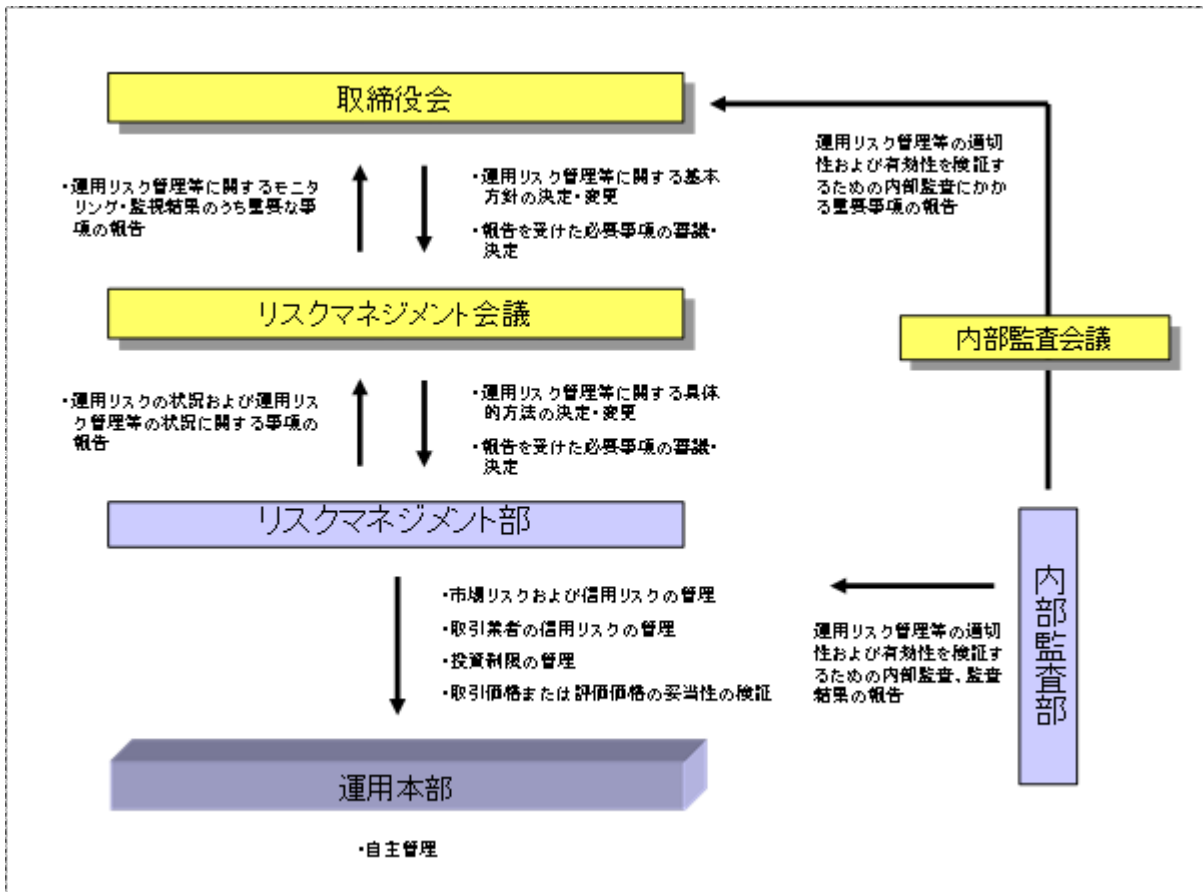 取締役会
・運用リスク管理等に関するモニ
タリング・監視結果のうち重要な事
項の報告
・運用リスク管理等に関する基本
方針の決定・変更
・報告を受けた必要事項の審議・
決定
運用リスク管理等の適切
性および有効性を検証す
るための内部監査にかか
る重要事項の報告
リスクマネジメント会議
内部監査会議
・運用リスクの状況および運用リス
ク管理等の状況に関する事項の
報告
・運用リスク管理等に関する具体
的方法の決定・変更
・報告を受けた必要事項の審議・
決定
リスクマネジメント部
・市場リスクおよび信用リスクの管理
・取引業者の信用リスクの管理
・投資制限の管理
・取引価格または評価価格の妥当性の検証
運用リスク管理等の適切
性および有効性を検証す
るための内部監査、監査
結果の報告
内部監査部
運用本部
・自主管理